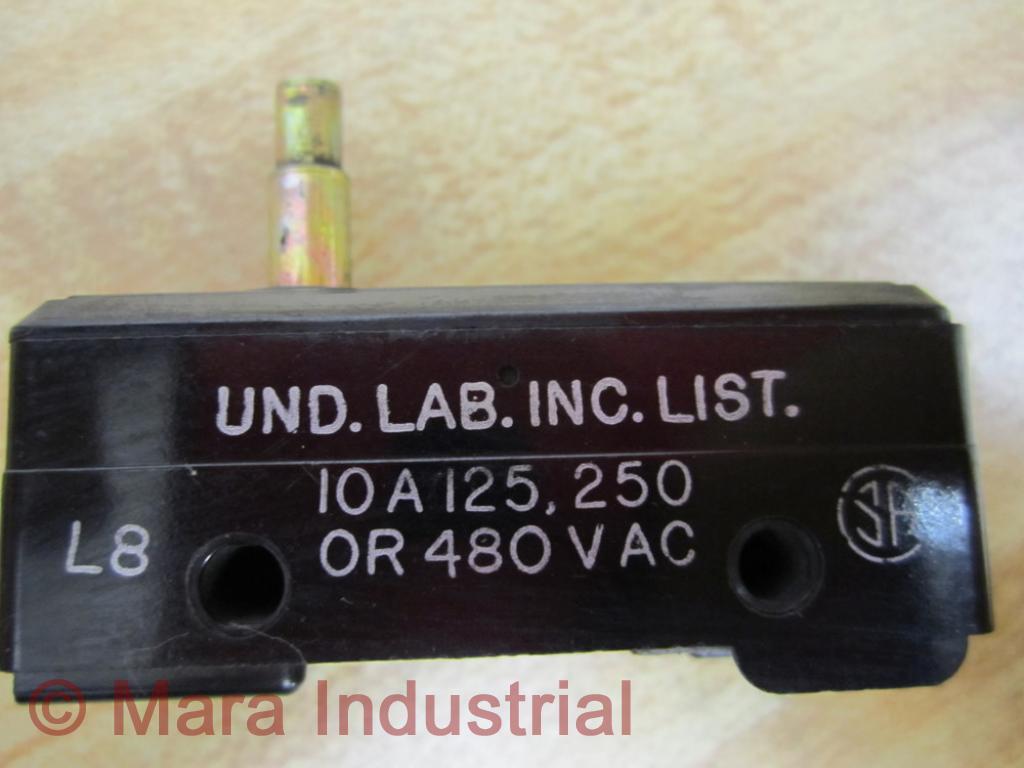 UND. LAB. INC. LIST.
10A 125, 250
L8 OR 480 VAC
© Mara Industrial